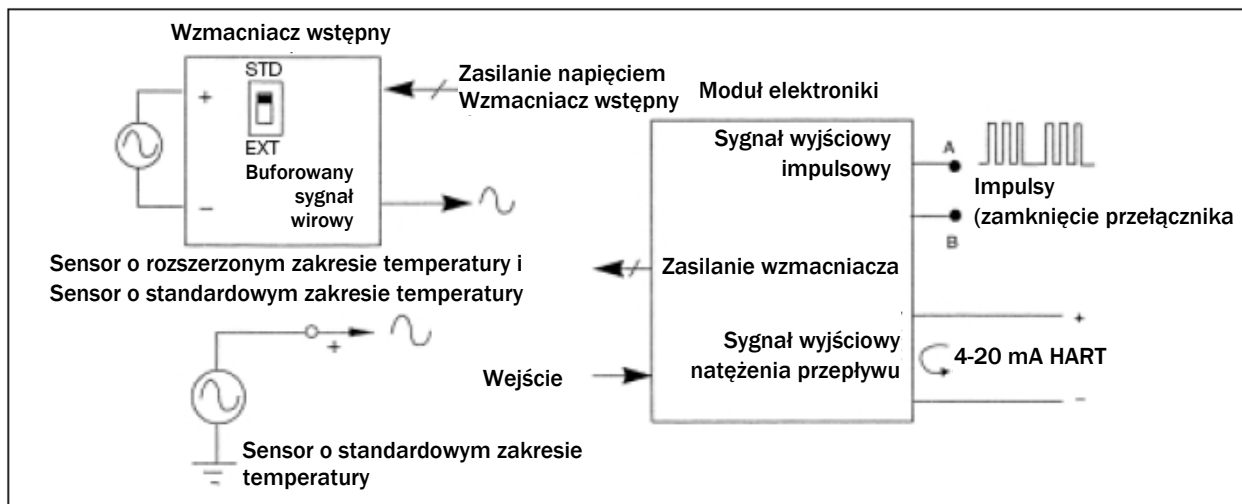 Wzmacniacz wstępny
STD
+
EXT
Buforowany
sygnał
wirowy
−
Zasilanie napięciem
Wzmacniacz wstępny
Sensor o rozszerzonym zakresie temperatury i
Sensor o standardowym zakresie temperatury
+
Sensor o standardowym zakresie
temperatury
Moduł elektroniki
Sygnał wyjściowy
impulsowy
A
Impulsy
(zamknięcie przełącznika
B
Zasilanie wzmacniacza
Wejście
Sygnał wyjściowy
natężenia przepływu
+
4-20 mA HART
−